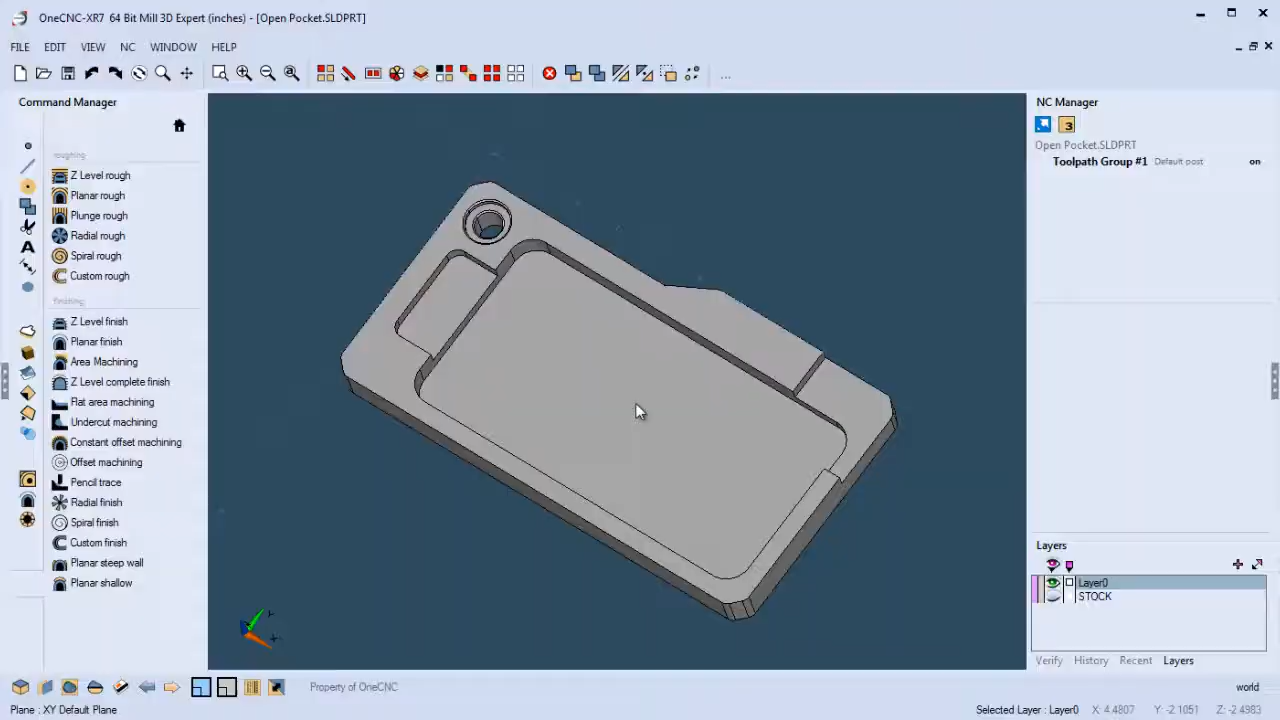 OneCNC-XR7 64 Bit Mill 3D Expert (inches) - [Open Pocket.SLDPRT]
FILE EDIT VIEW NC WINDOW HELP
Command Manager
roughing
Z Level rough
Planar rough
Plunge rough
Radial rough
Spiral rough
Custom rough
finishing
Z Level finish
Planar finish
Area Machining
Z Level complete finish
Flat area machining
Undercut machining
Constant offset machining
Offset machining
Pencil trace
Radial finish
Spiral finish
Custom finish
Planar steep wall
Planar shallow
NC Manager
3
Open Pocket.SLDPRT
Toolpath Group #1 Default post on
Layers
Layer0
STOCK
Verify History Recent Layers
Property of OneCNC
world
Plane : XY Default Plane
Selected Layer : Layer0 X: 4.4807 Y: -2.1051 Z: -2.4983